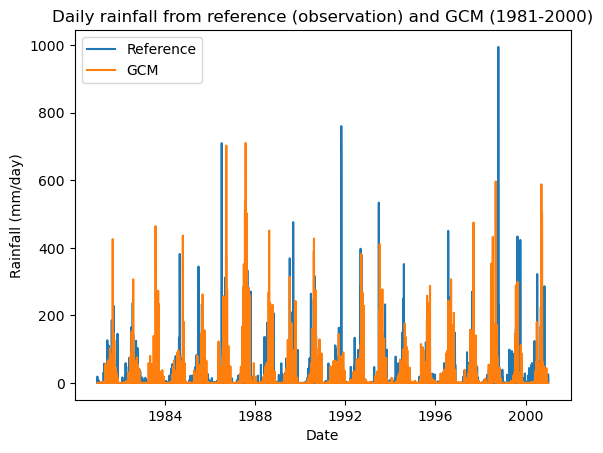 Daily rainfall from reference (observation) and GCM (1981-2000)
1000
800
600
400
200
0
Rainfall (mm/day)
Reference
GCM
1984
1988
1992
1996
2000
Date